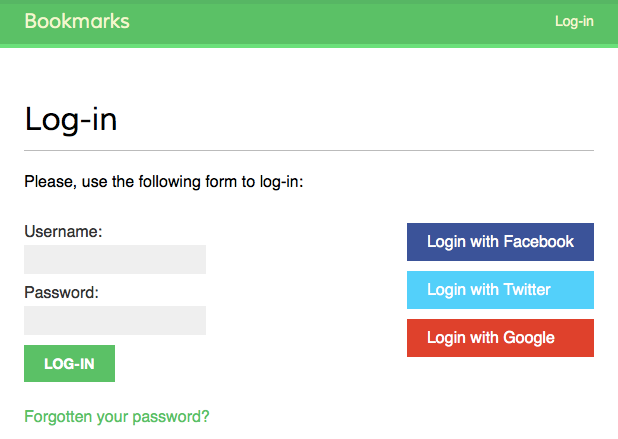 Bookmarks
Log-in
Log-in
Please, use the following form to log-in:
Username:
Password:
LOG-IN
Forgotten your password?
Login with Facebook
Login with Twitter
Login with Google